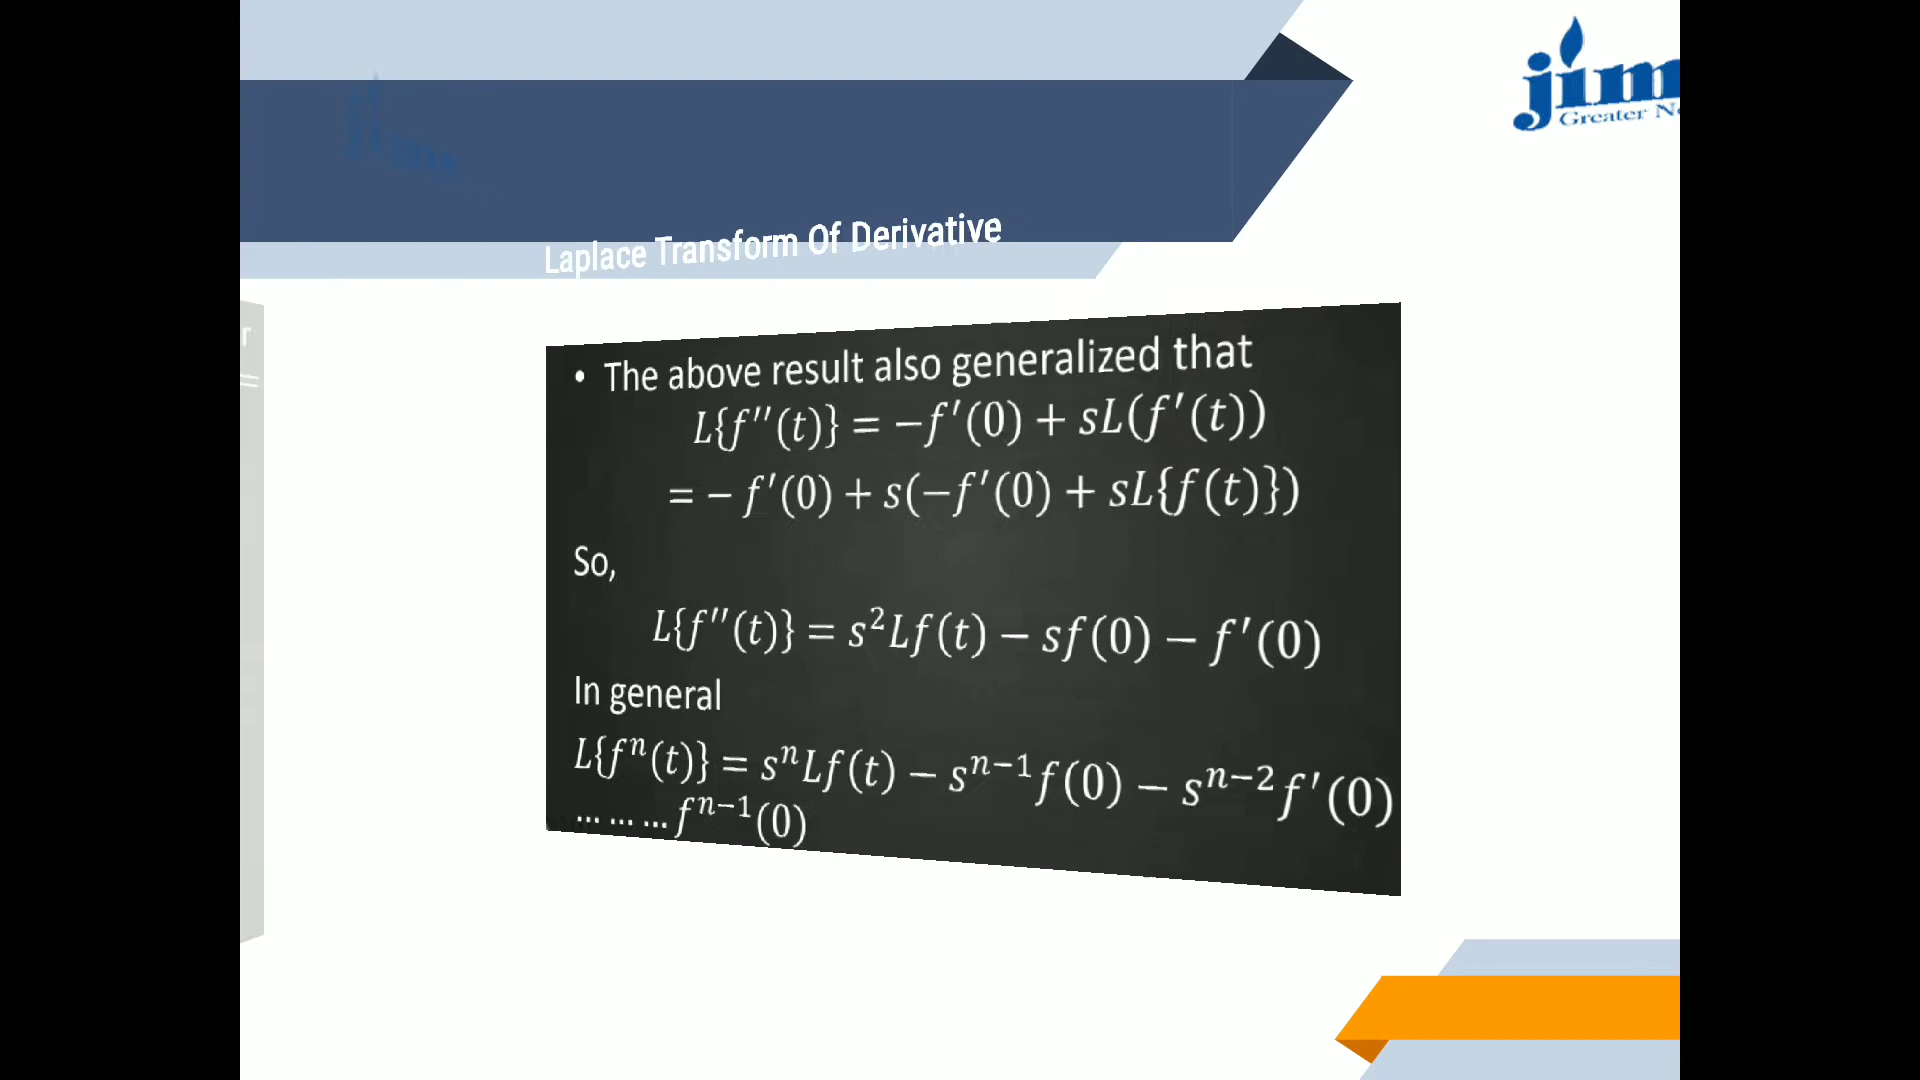 jim
Greater N
Laplace Transform Of Derivative
r
=
• The above result also generalized that
L{f′′(t)} = −f′(0) + sL(f′(t))
= − f′(0) + s(−f′(0) + sL{f(t)})
So,
L{f′′(t)} = s²Lf(t) − sf(0) − f′(0)
In general
L{fⁿ(t)} = sⁿLf(t) − sⁿ⁻¹f(0) − sⁿ⁻²f′(0)
… … … fⁿ⁻¹(0)